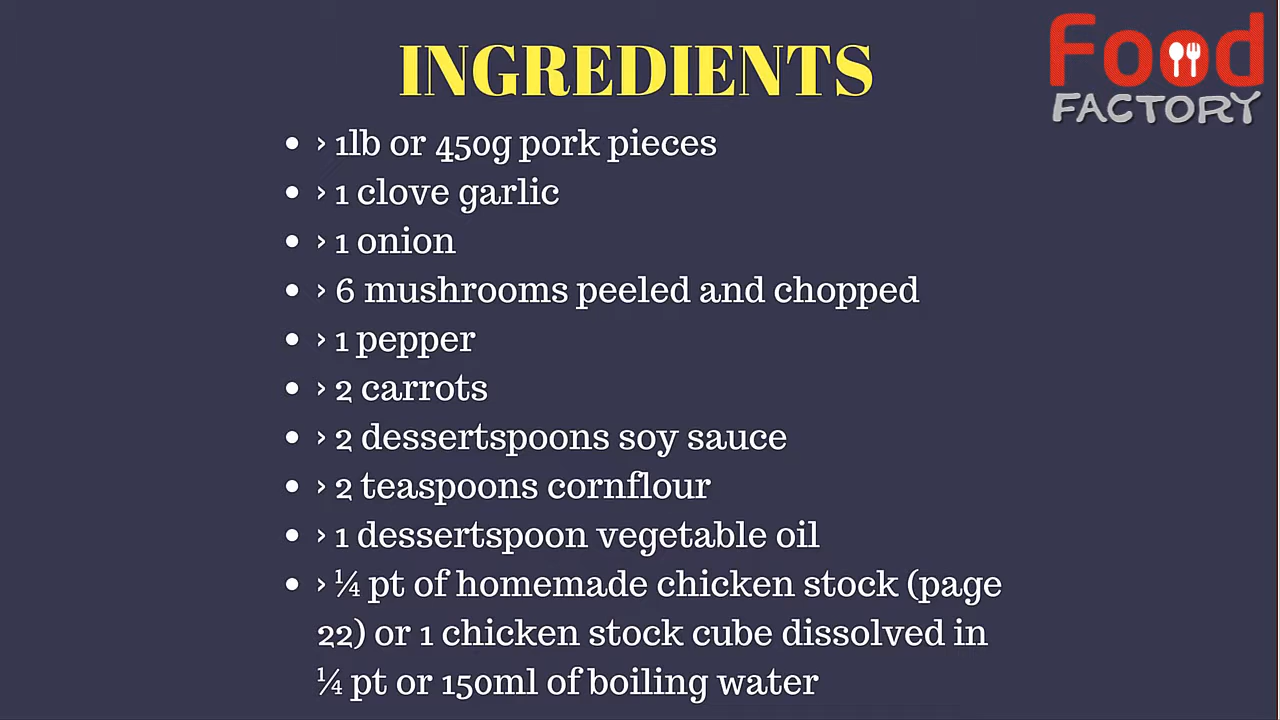 Food
FACTORY
INGREDIENTS
• > 1lb or 450g pork pieces
• > 1 clove garlic
• > 1 onion
• > 6 mushrooms peeled and chopped
• > 1 pepper
• > 2 carrots
• > 2 dessertspoons soy sauce
• > 2 teaspoons cornflour
• > 1 dessertspoon vegetable oil
• > ¼ pt of homemade chicken stock (page
22) or 1 chicken stock cube dissolved in
¼ pt or 150ml of boiling water